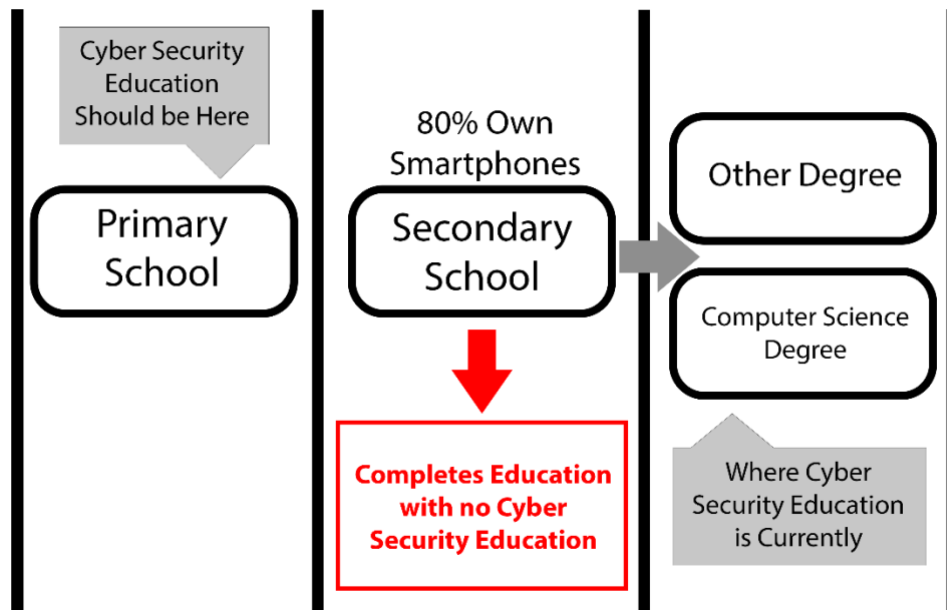 Cyber Security
Education
Should be Here
Primary
School
80% Own
Smartphones
Secondary
School
Completes Education
with no Cyber
Security Education
Other Degree
Computer Science
Degree
Where Cyber
Security Education
is Currently